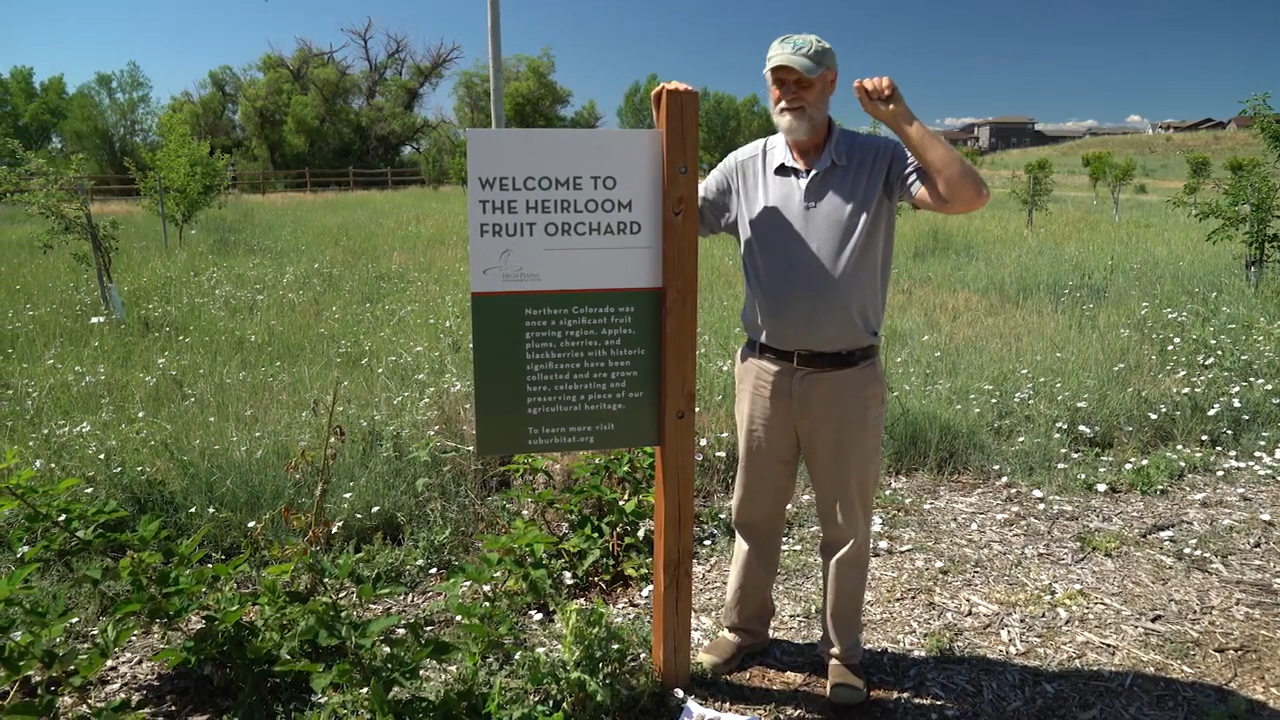 WELCOME TO
THE HEIRLOOM
FRUIT ORCHARD
HIGH POINT
Northern Colorado was
once a significant fruit
growing region. Apples,
plums, cherries, and
blackberries with historic
significance have been
collected and are grown
here, celebrating and
preserving a piece of our
agricultural heritage.
To learn more visit
suburbitat.org